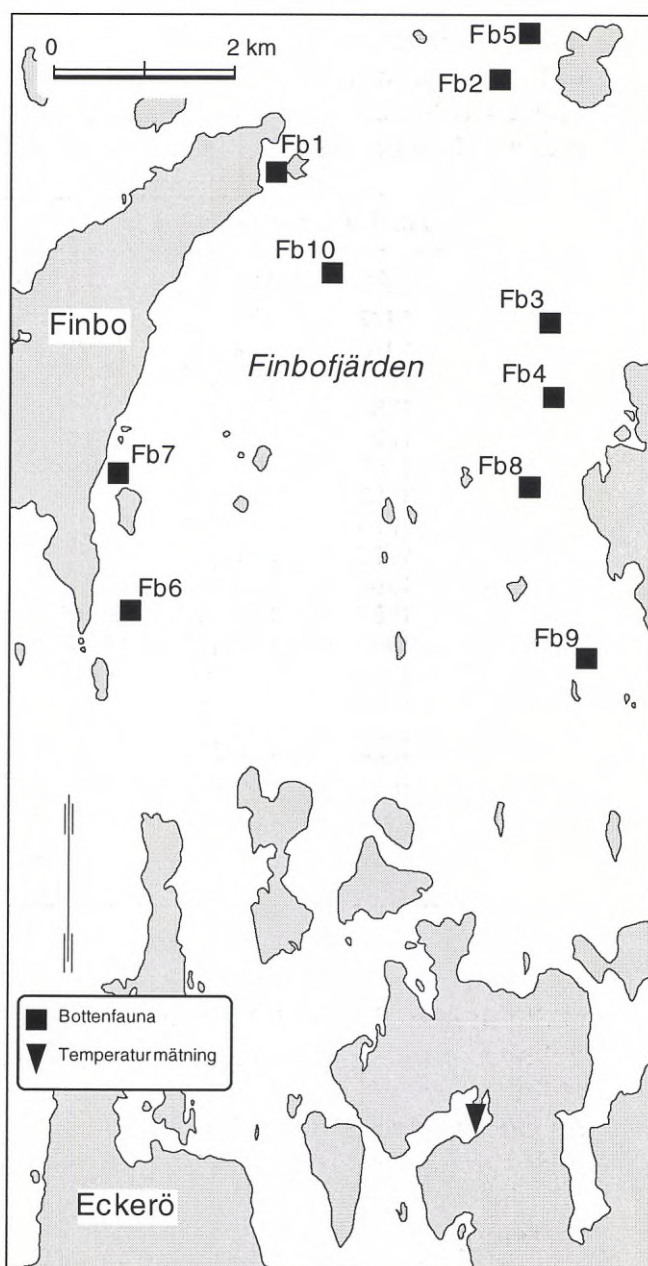 0 2 km
Fb5
Fb2
Fb1
Fb10
Fb3
Finbo
Finbofjärden
Fb4
Fb7
Fb8
Fb6
Fb9
Bottenfauna
Temperaturmätning
Eckerö